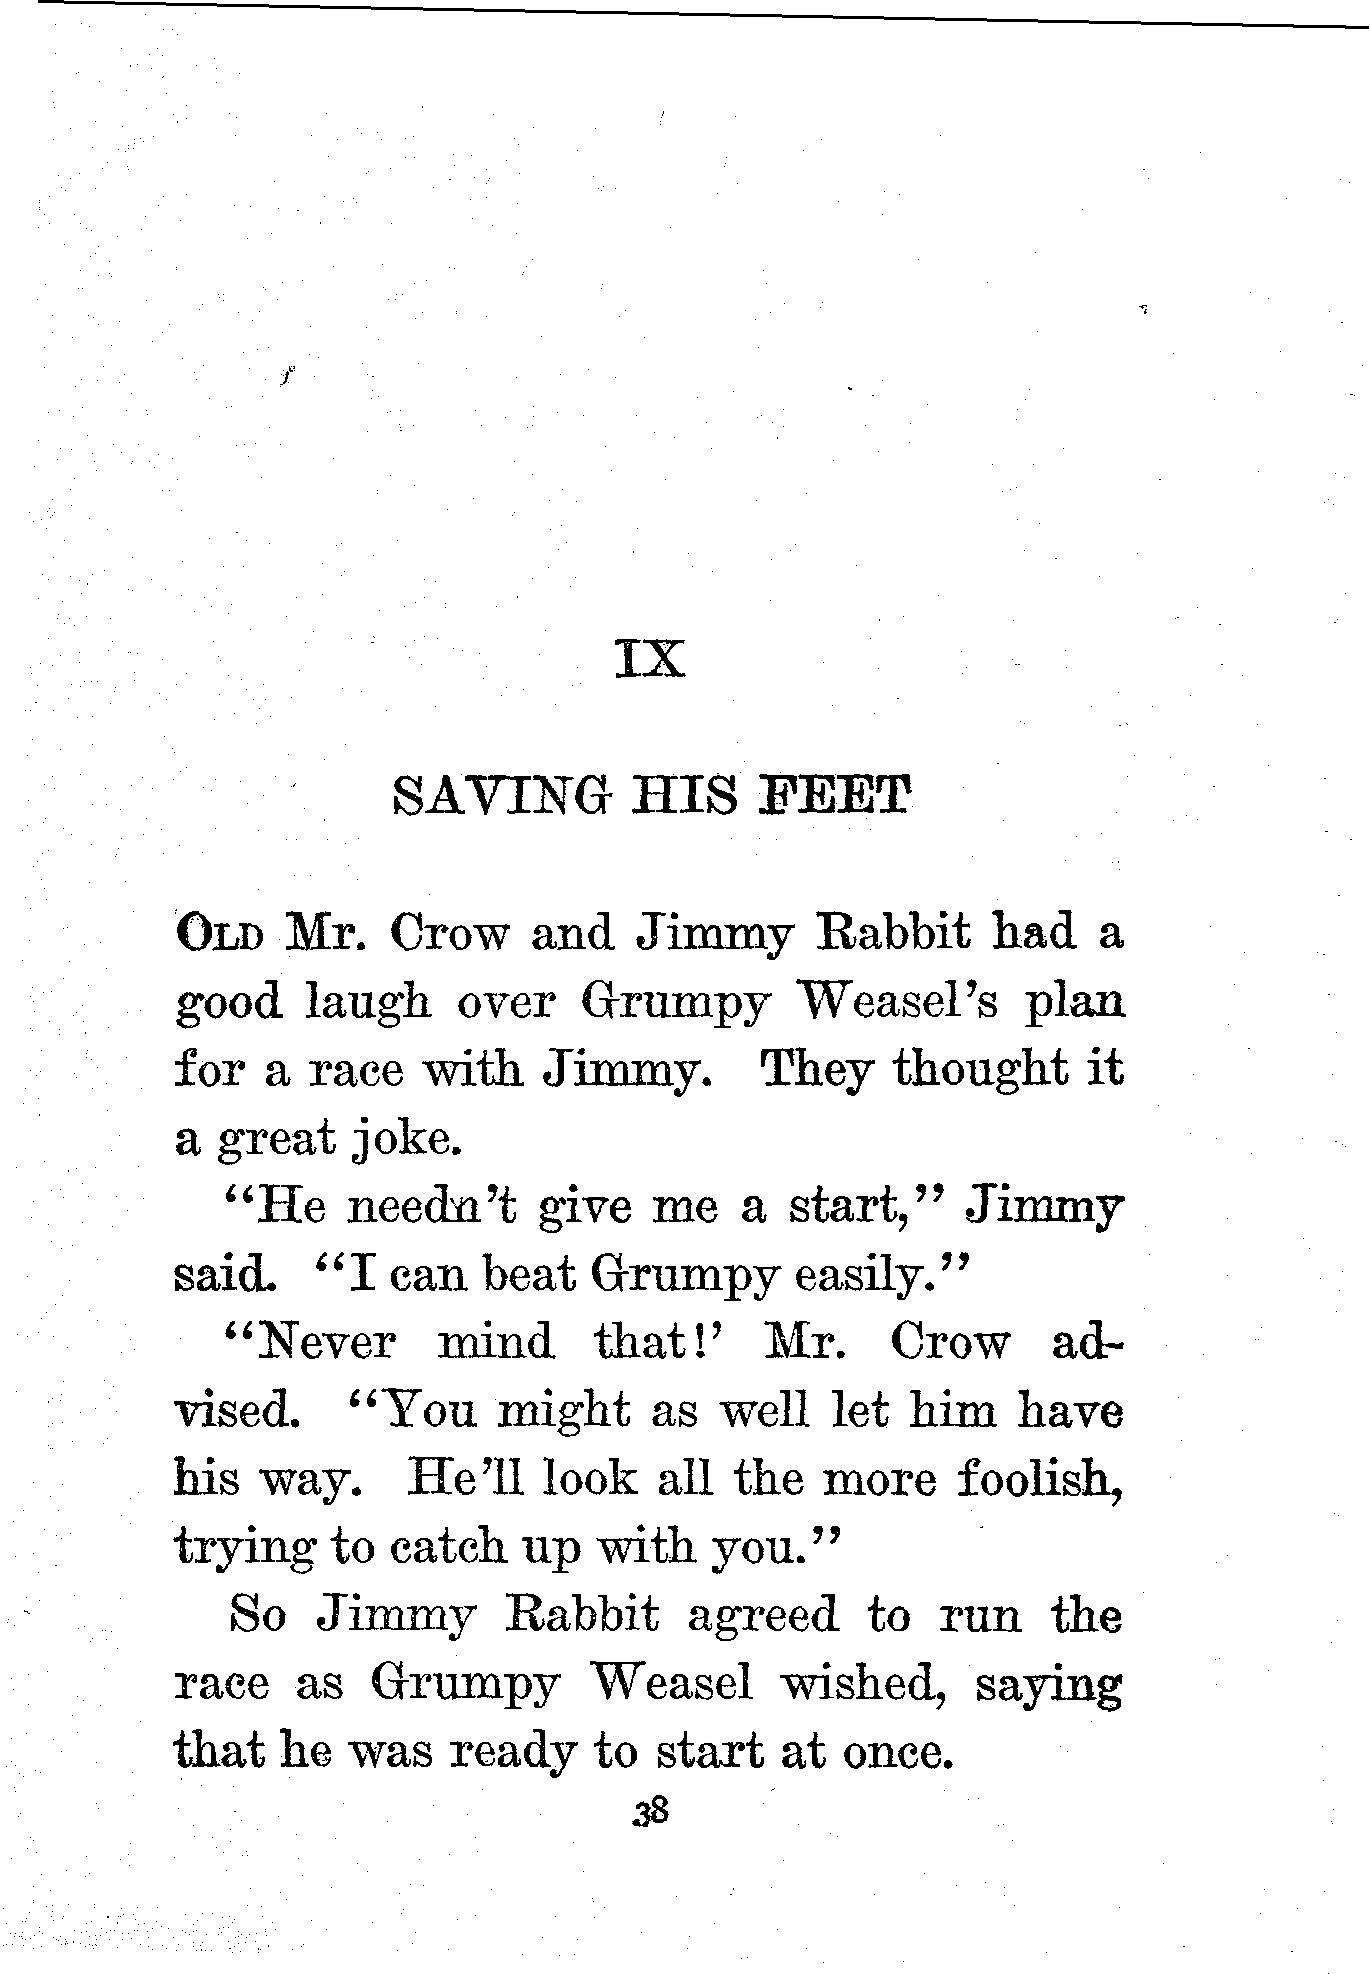 IX
SAVING HIS FEET
OLD Mr. Crow and Jimmy Rabbit had a
good laugh over Grumpy Weasel's plan
for a race with Jimmy. They thought it
a great joke.
"He needn't give me a start," Jimmy
said. "I can beat Grumpy easily."
"Never mind that!' Mr. Crow ad-
vised. "You might as well let him have
his way. He'll look all the more foolish,
trying to catch up with you."
So Jimmy Rabbit agreed to run the
race as Grumpy Weasel wished, saying
that he was ready to start at once.
38